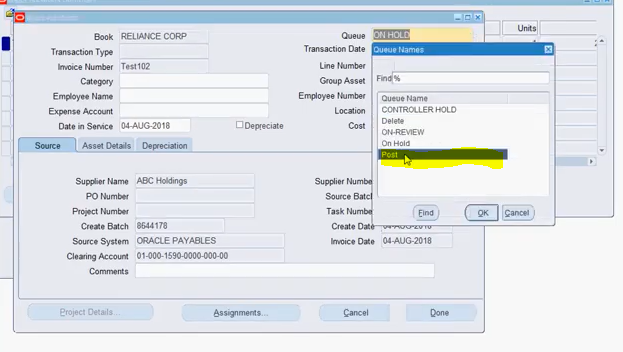 Units
Book RELIANCE CORP
Queue ON HOLD
Transaction Type
Transaction Date
Invoice Number Test102
Line Number
Category
Group Asset
Employee Name
Employee Number
Expense Account
Location
Date in Service 04-AUG-2018
Depreciate
Cost
Queue Names
Find %
Queue Name
CONTROLLER HOLD
Delete
ON-REVIEW
On Hold
Post
Find OK Cancel
Source Asset Details Depreciation
Supplier Name ABC Holdings
Supplier Number
PO Number
Source Batch
Project Number
Task Number
Create Batch 8644178
Create Date 04-AUG-2018
Source System ORACLE PAYABLES
Invoice Date 04-AUG-2018
Clearing Account 01-000-1590-0000-000-00
Comments
Project Details... Assignments... Cancel Done